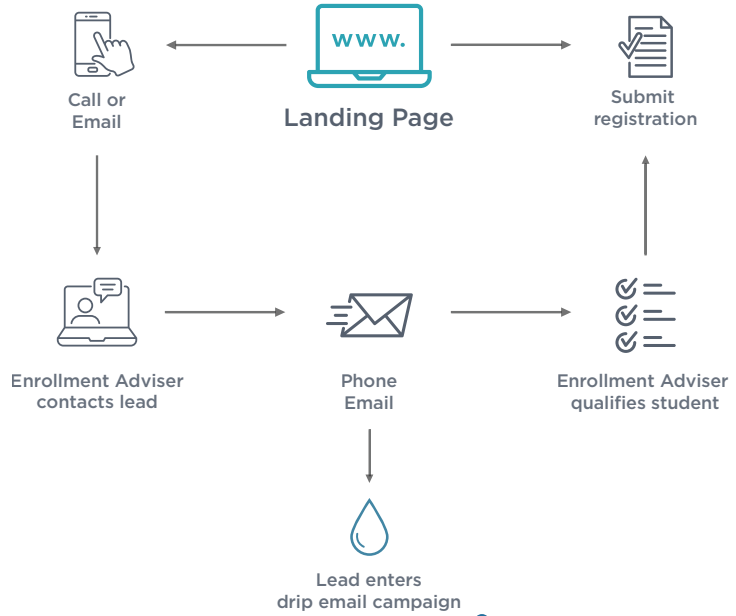 www.
Call or
Email
Landing Page
Submit
registration
Enrollment Adviser
contacts lead
Phone
Email
Enrollment Adviser
qualifies student
Lead enters
drip email campaign